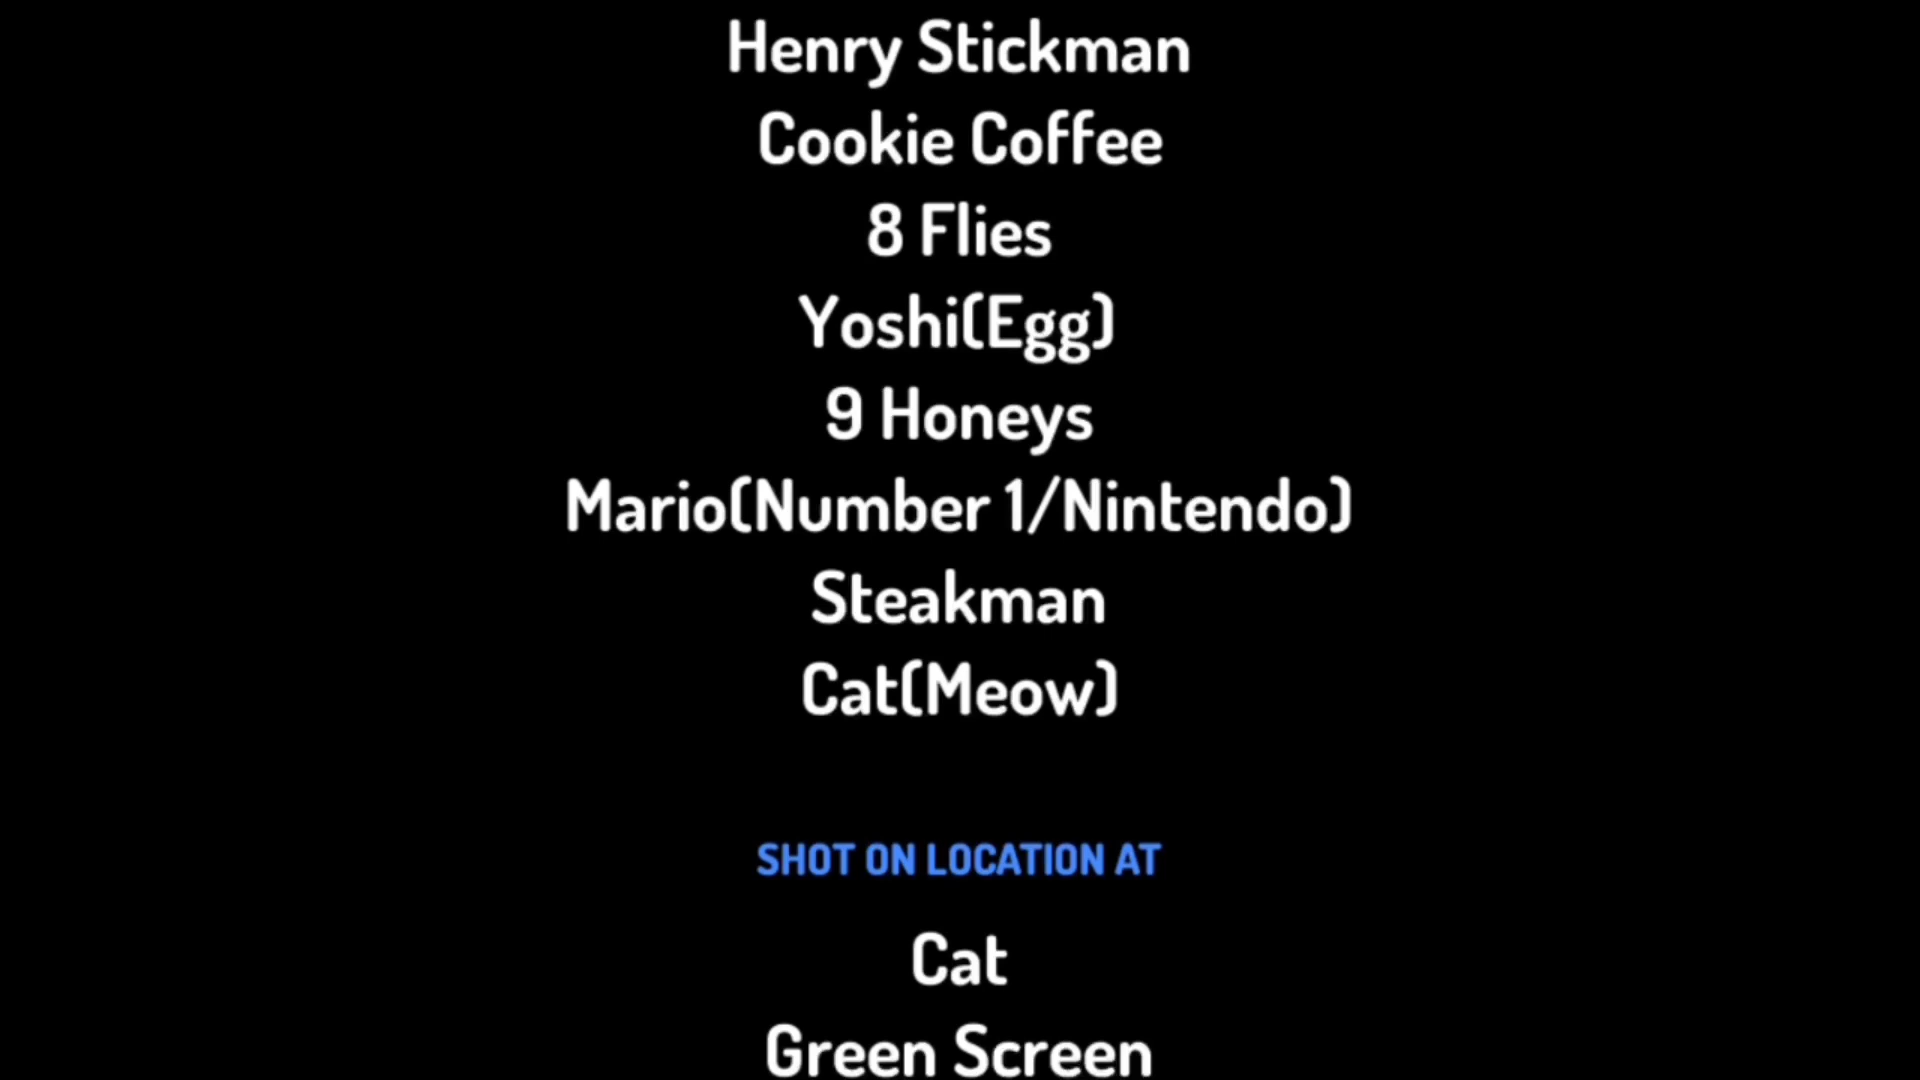 Henry Stickman
Cookie Coffee
8 Flies
Yoshi(Egg)
9 Honeys
Mario(Number 1/Nintendo)
Steakman
Cat(Meow)
SHOT ON LOCATION AT
Cat
Green Screen